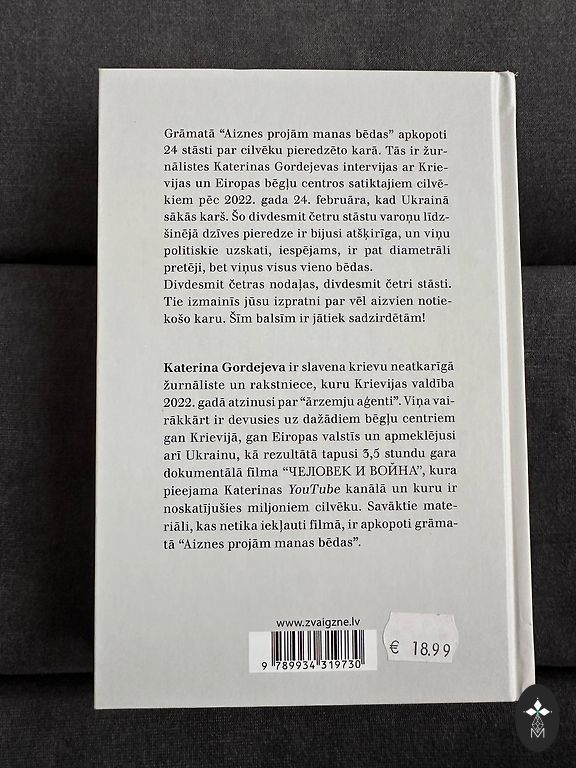 Grāmatā “Aiznes projām manas bēdas” apkopoti
24 stāsti par cilvēku pieredzēto karā. Tās ir žur-
nālistes Katerinas Gordejevas intervijas ar Krie-
vijas un Eiropas bēgļu centros satiktajiem cilvē-
kiem pēc 2022. gada 24. februāra, kad Ukrainā
sākās karš. Šo divdesmit četru stāstu varoņu līdz-
šinējā dzīves pieredze ir bijusi atšķirīga, un viņu
politiskie uzskati, iespējams, ir pat diametrāli
pretēji, bet viņus visus vieno bēdas.
Divdesmit četras nodaļas, divdesmit četri stāsti.
Tie izmainīs jūsu izpratni par vēl aizvien notie-
košo karu. Šīm balsīm ir jātiek sadzirdētām!
Katerina Gordejeva ir slavena krievu neatkarīgā
žurnāliste un rakstniece, kuru Krievijas valdība
2022. gadā atzinusi par “ārzemju aģenti”. Viņa vai-
rākkārt ir devusies uz dažādiem bēgļu centriem
gan Krievijā, gan Eiropas valstīs un apmeklējusi
arī Ukrainu, kā rezultātā tapusi 3,5 stundu gara
dokumentālā filma “ЧЕЛОВЕК И ВОЙНА”, kura
pieejama Katerinas YouTube kanālā un kuru ir
noskatījušies miljoniem cilvēku. Savāktie mate-
riāli, kas netika iekļauti filmā, ir apkopoti grāma-
tā “Aiznes projām manas bēdas”.
www.zvaigzne.lv
€ 18.99
9 789934 319730
M